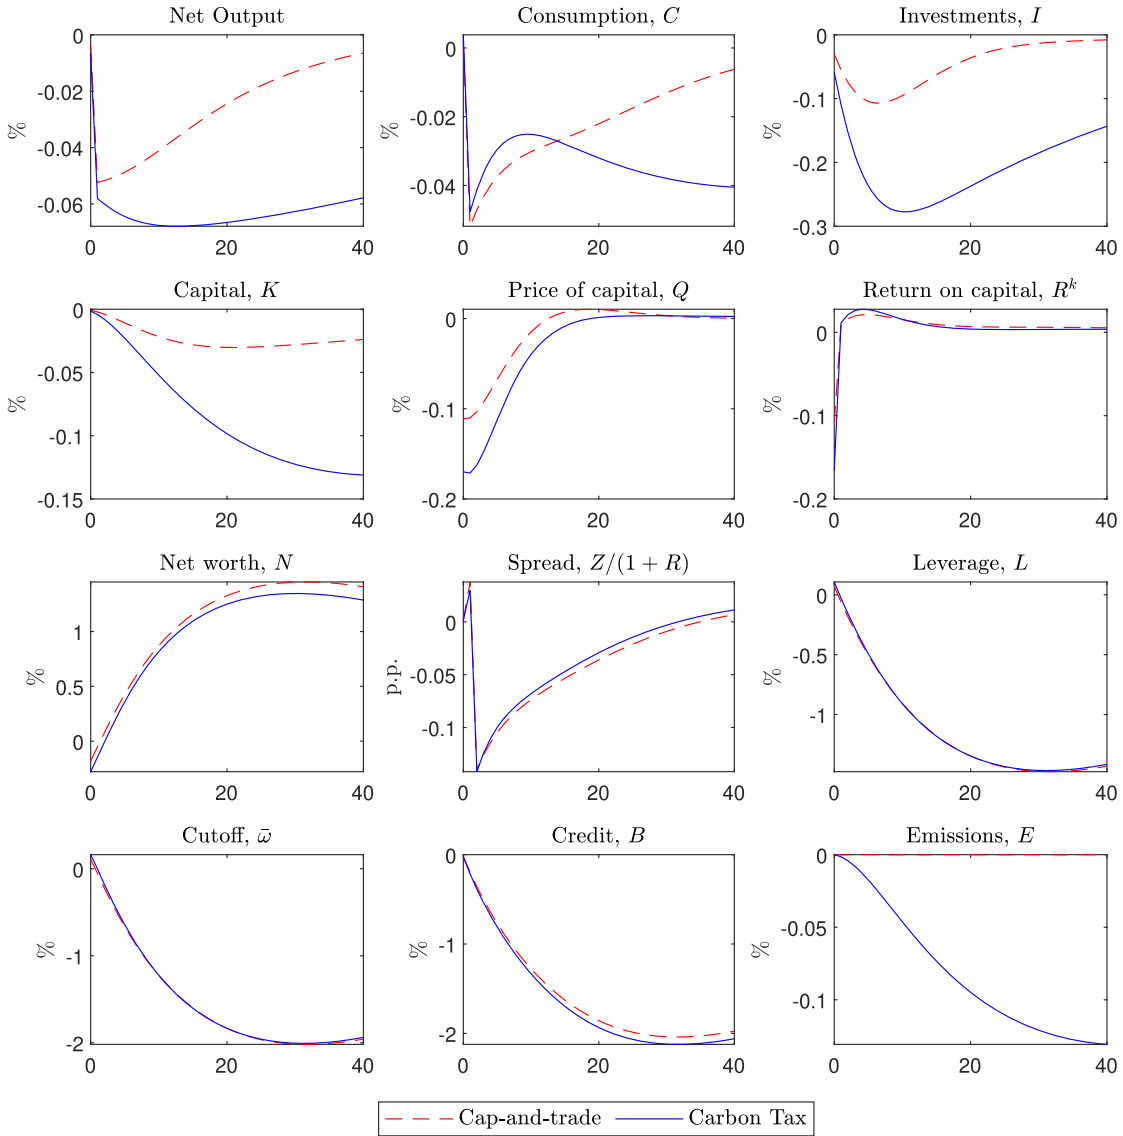 Net Output
Consumption, C
Investments, I
0
-0.02
-0.04
-0.06
%
0 20 40
0
-0.02
-0.04
%
0 20 40
0
-0.1
-0.2
-0.3
%
0 20 40
Capital, K
Price of capital, Q
Return on capital, R^k
0
-0.05
-0.1
-0.15
%
0 20 40
0
-0.1
-0.2
%
0 20 40
0
-0.1
-0.2
%
0 20 40
Net worth, N
Spread, Z/(1 + R)
Leverage, L
1
0.5
0
%
0 20 40
0
-0.05
-0.1
p.p.
0 20 40
0
-0.5
-1
%
0 20 40
Cutoff, ω̄
Credit, B
Emissions, E
0
-1
-2
%
0 20 40
0
-1
-2
%
0 20 40
0
-0.05
-0.1
%
0 20 40
Cap-and-trade
Carbon Tax